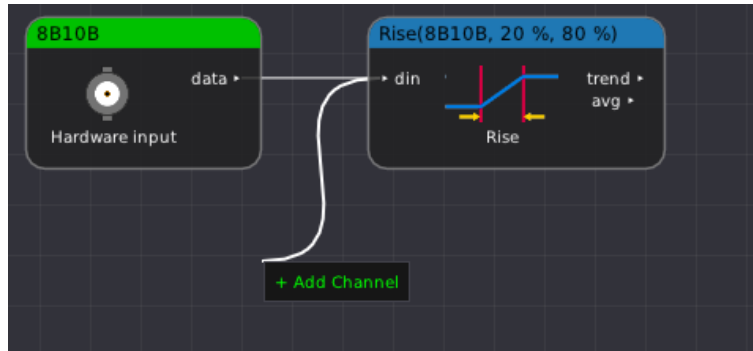 8B10B
data
Hardware input
Rise(8B10B, 20 %, 80 %)
din
trend
avg
Rise
+ Add Channel